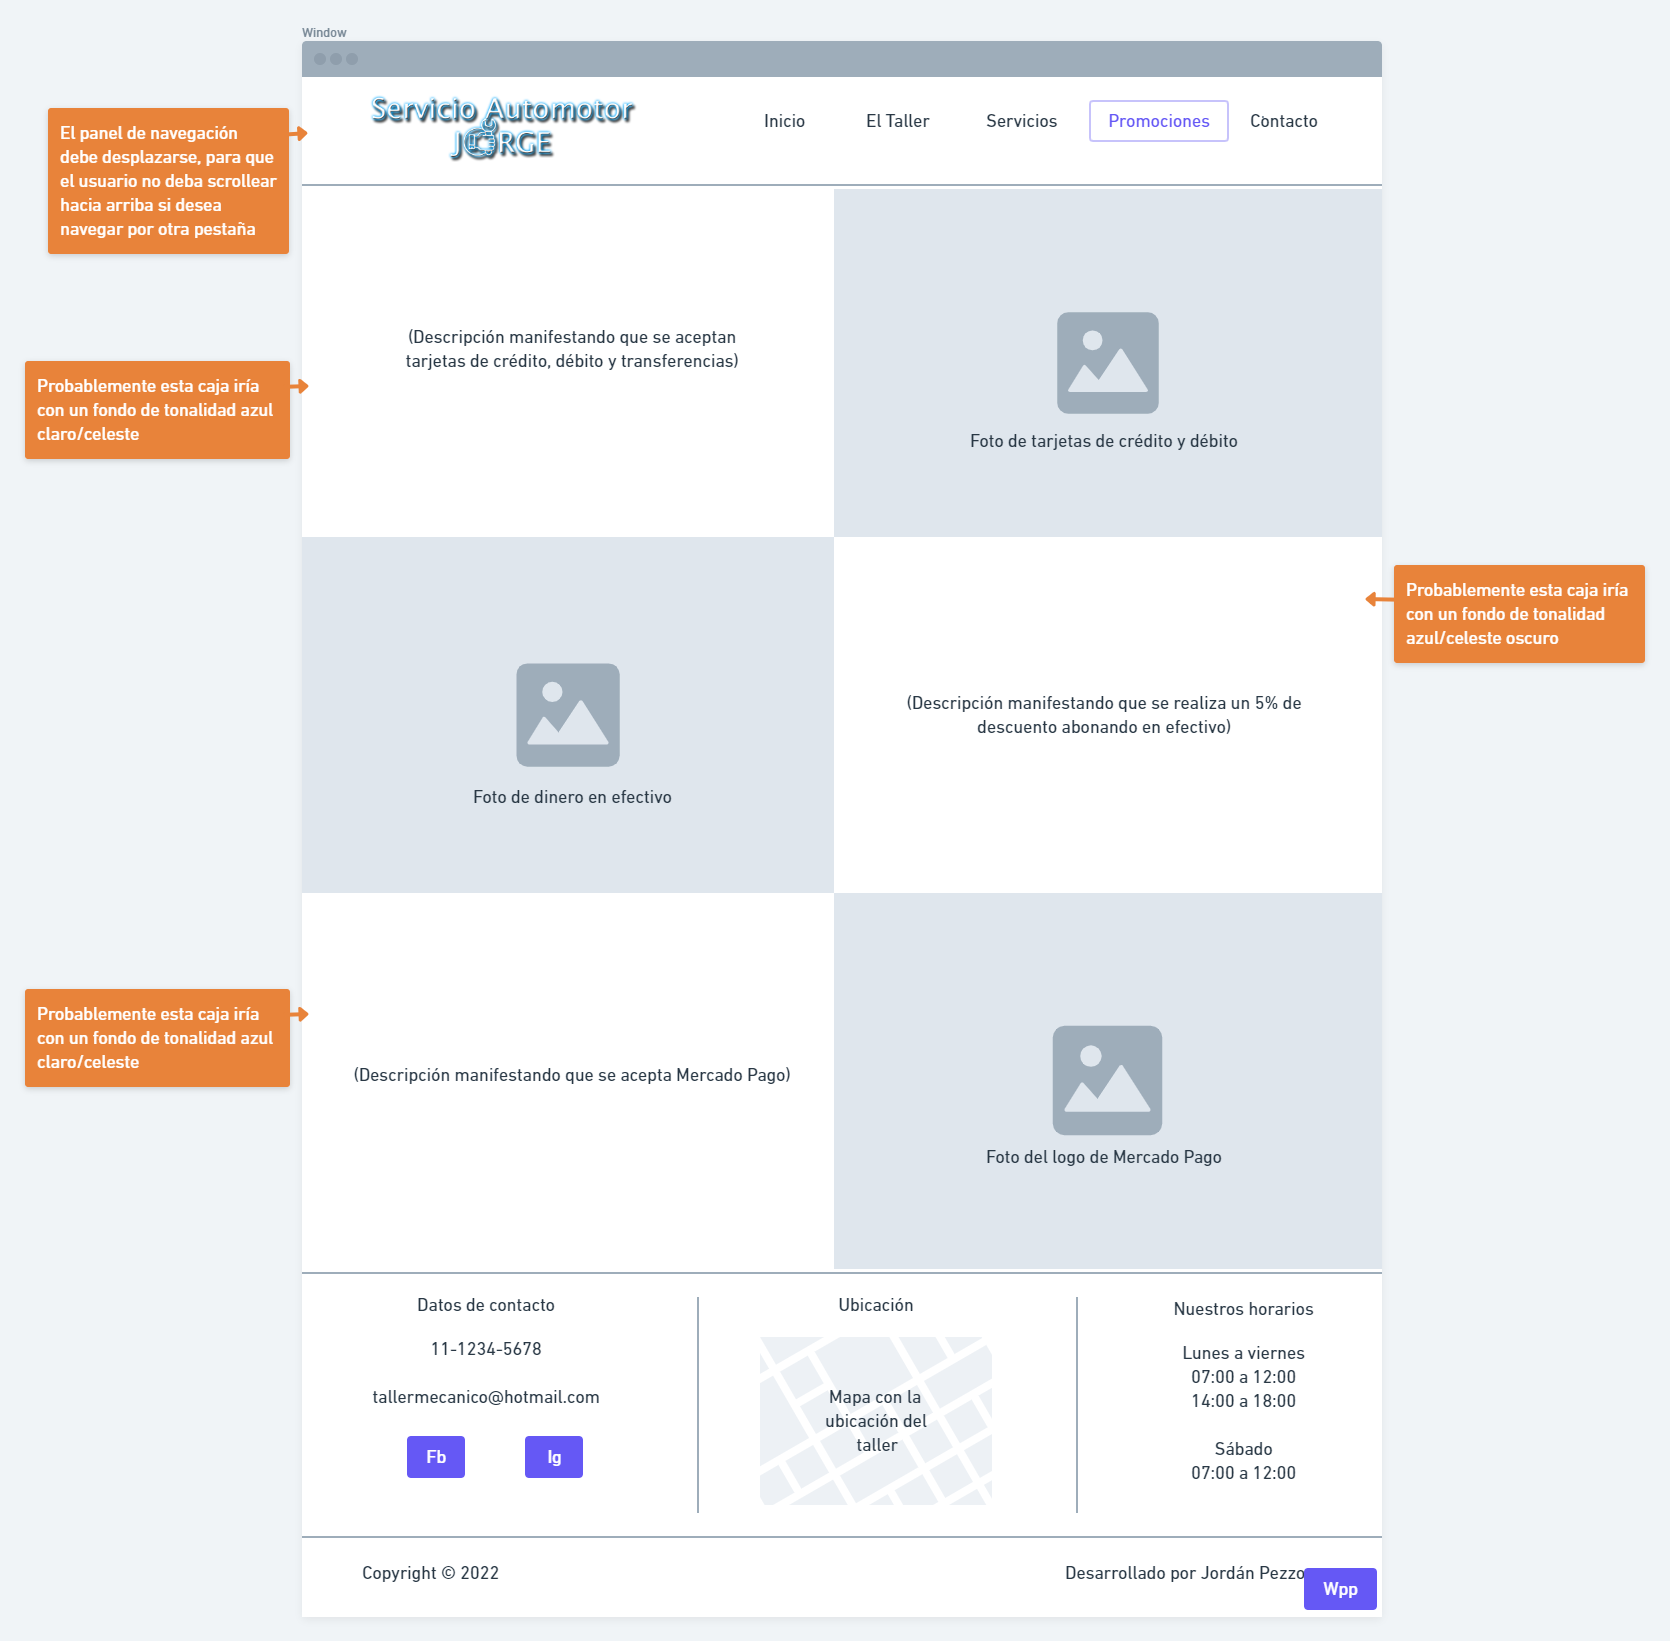 Window
Servicio Automotor
JORGE
Inicio
El Taller
Servicios
Promociones
Contacto
El panel de navegación
debe desplazarse, para que
el usuario no deba scrollear
hacia arriba si desea
navegar por otra pestaña
(Descripción manifestando que se aceptan
tarjetas de crédito, débito y transferencias)
Foto de tarjetas de crédito y débito
Probablemente esta caja iría
con un fondo de tonalidad azul
claro/celeste
Foto de dinero en efectivo
(Descripción manifestando que se realiza un 5% de
descuento abonando en efectivo)
Probablemente esta caja iría
con un fondo de tonalidad
azul/celeste oscuro
Probablemente esta caja iría
con un fondo de tonalidad azul
claro/celeste
(Descripción manifestando que se acepta Mercado Pago)
Foto del logo de Mercado Pago
Datos de contacto
11-1234-5678
tallermecanico@hotmail.com
Fb
Ig
Ubicación
Mapa con la
ubicación del
taller
Nuestros horarios
Lunes a viernes
07:00 a 12:00
14:00 a 18:00
Sábado
07:00 a 12:00
Copyright © 2022
Desarrollado por Jordán Pezzo
Wpp